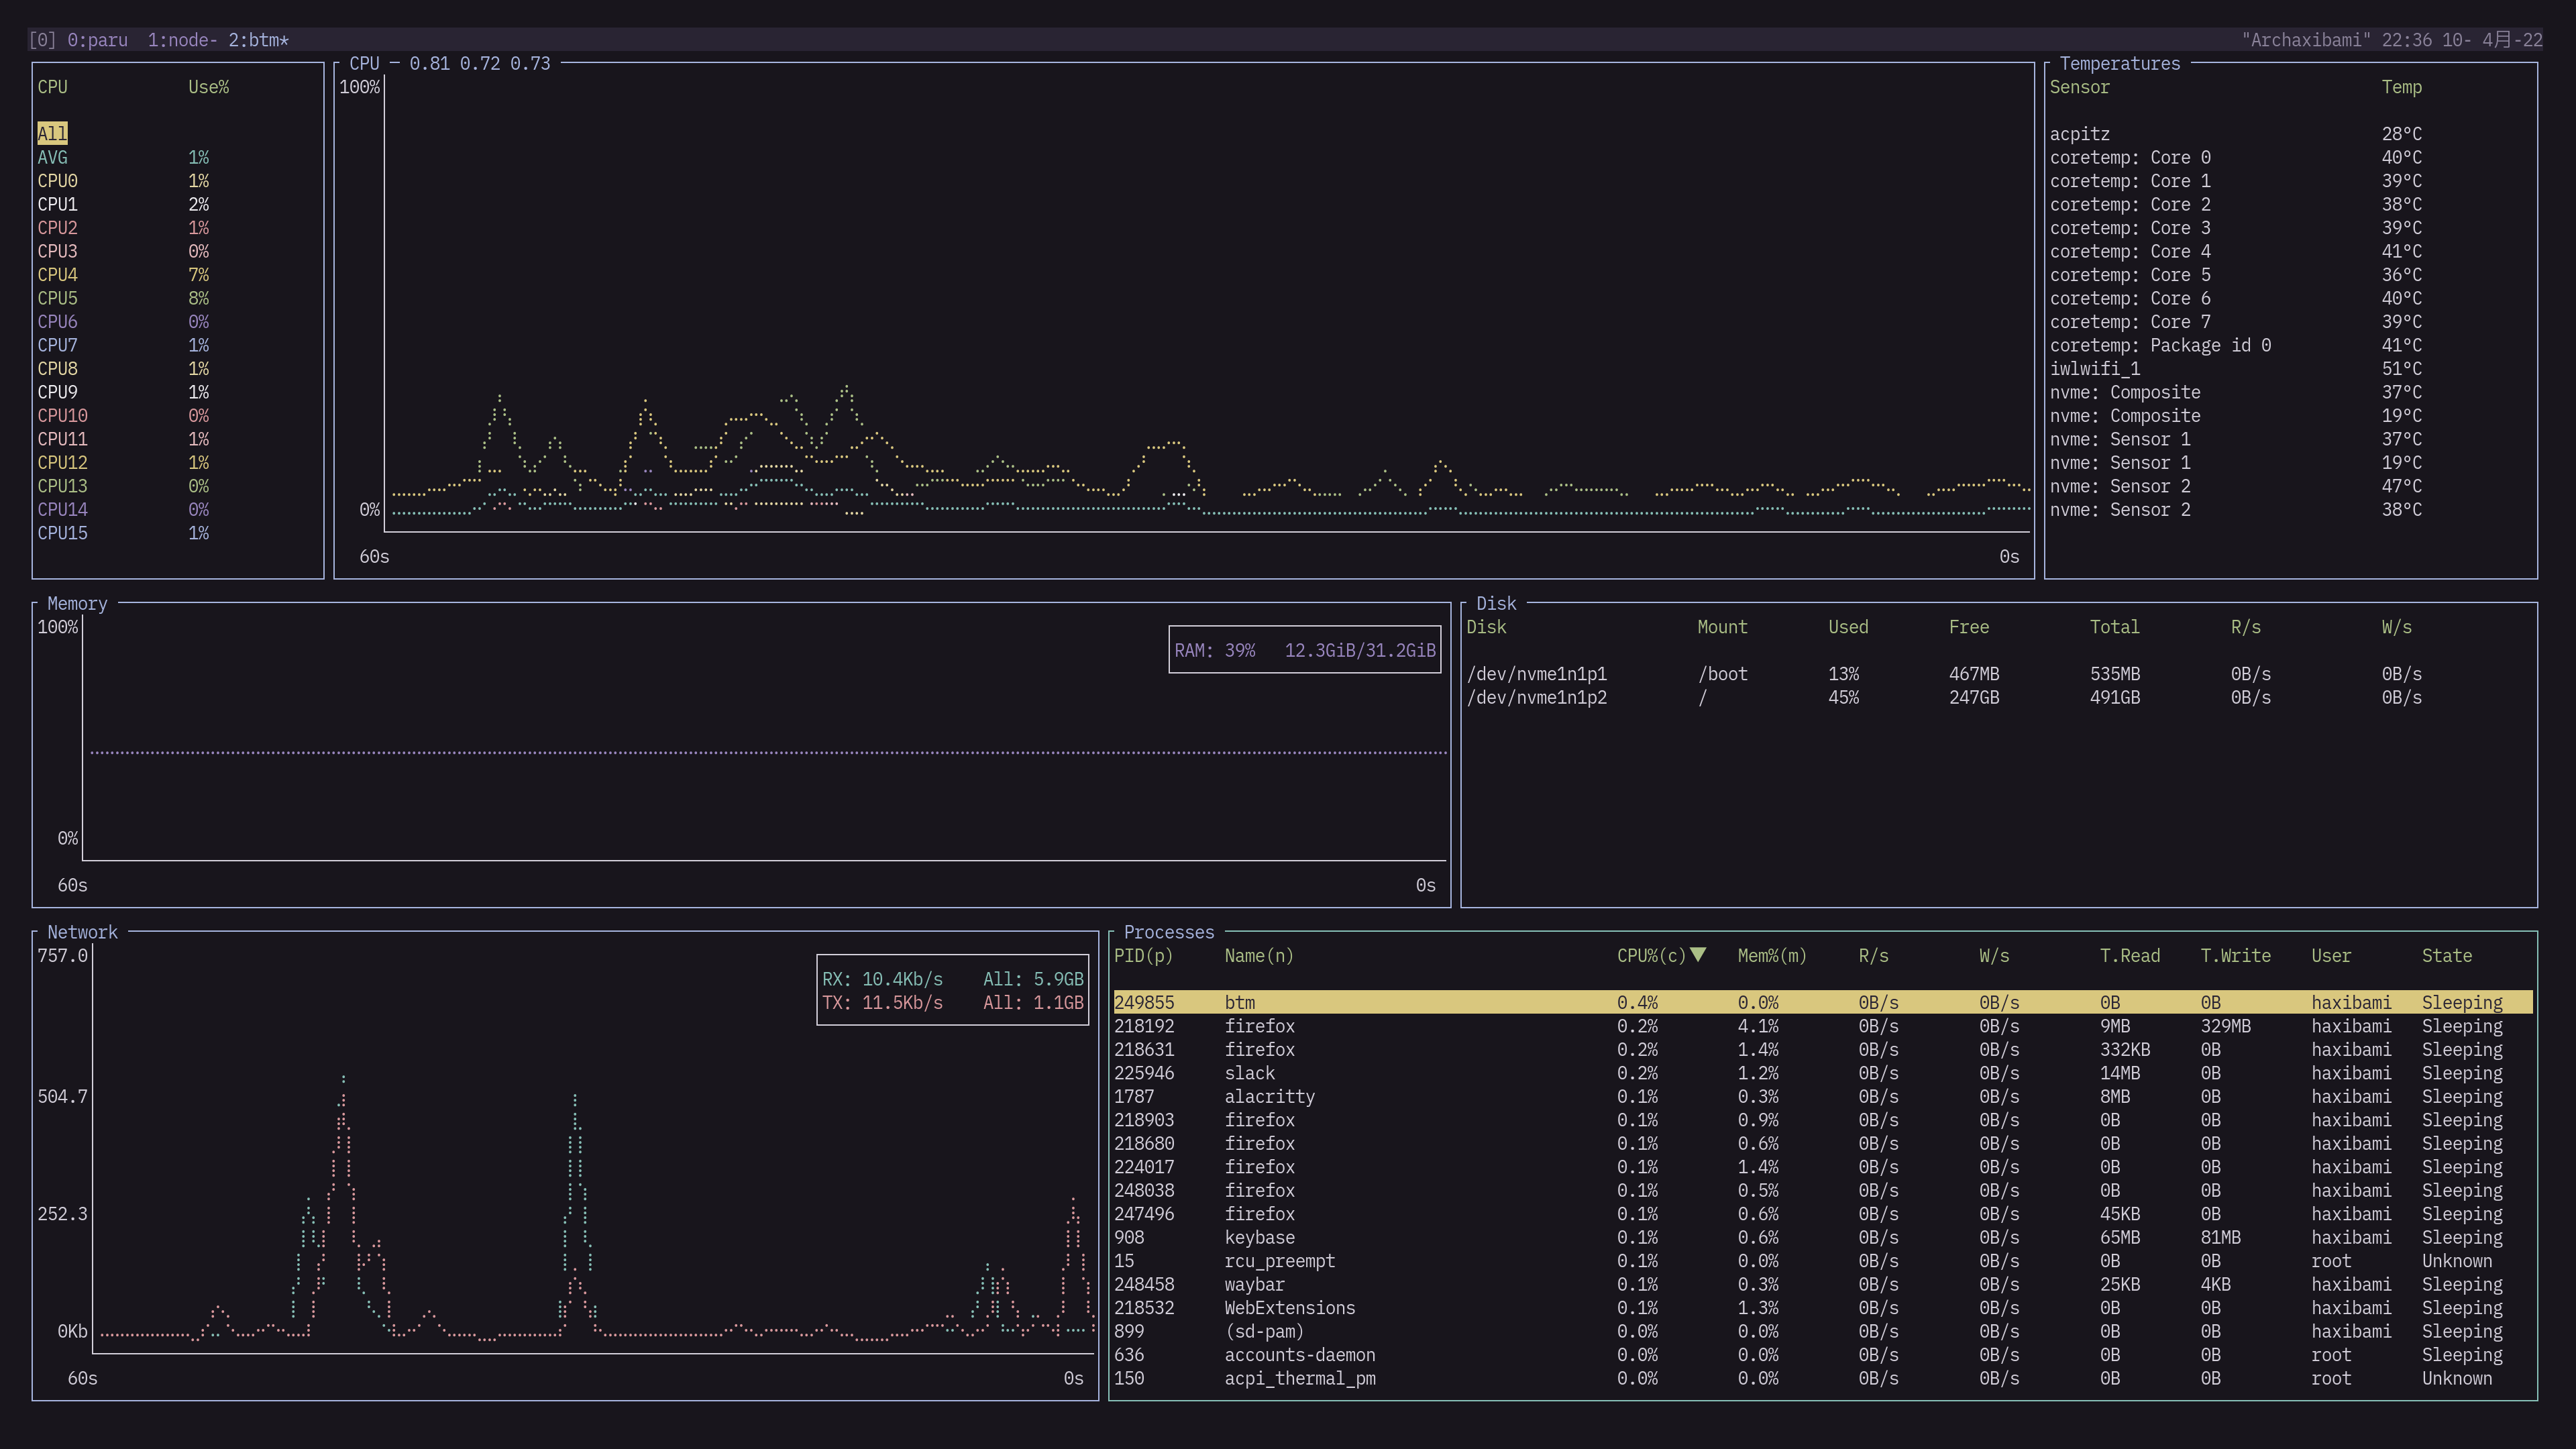 [0] 0:paru  1:node- 2:btm*  "Archaxibami" 22:36 10- 4月-22
CPU Use%
All
AVG 1%
CPU0 1%
CPU1 2%
CPU2 1%
CPU3 0%
CPU4 7%
CPU5 8%
CPU6 0%
CPU7 1%
CPU8 1%
CPU9 1%
CPU10 0%
CPU11 1%
CPU12 1%
CPU13 0%
CPU14 0%
CPU15 1%
CPU ─ 0.81 0.72 0.73
100%
0%
60s 0s
Temperatures
Sensor Temp
acpitz 28°C
coretemp: Core 0 40°C
coretemp: Core 1 39°C
coretemp: Core 2 38°C
coretemp: Core 3 39°C
coretemp: Core 4 41°C
coretemp: Core 5 36°C
coretemp: Core 6 40°C
coretemp: Core 7 39°C
coretemp: Package id 0 41°C
iwlwifi_1 51°C
nvme: Composite 37°C
nvme: Composite 19°C
nvme: Sensor 1 37°C
nvme: Sensor 1 19°C
nvme: Sensor 2 47°C
nvme: Sensor 2 38°C
Memory
100%
RAM: 39% 12.3GiB/31.2GiB
0%
60s 0s
Disk
Disk Mount Used Free Total R/s W/s
/dev/nvme1n1p1 /boot 13% 467MB 535MB 0B/s 0B/s
/dev/nvme1n1p2 / 45% 247GB 491GB 0B/s 0B/s
Network
757.0
RX: 10.4Kb/s All: 5.9GB
TX: 11.5Kb/s All: 1.1GB
504.7
252.3
0Kb
60s 0s
Processes
PID(p) Name(n) CPU%(c)▼ Mem%(m) R/s W/s T.Read T.Write User State
249855 btm 0.4% 0.0% 0B/s 0B/s 0B 0B haxibami Sleeping
218192 firefox 0.2% 4.1% 0B/s 0B/s 9MB 329MB haxibami Sleeping
218631 firefox 0.2% 1.4% 0B/s 0B/s 332KB 0B haxibami Sleeping
225946 slack 0.2% 1.2% 0B/s 0B/s 14MB 0B haxibami Sleeping
1787 alacritty 0.1% 0.3% 0B/s 0B/s 8MB 0B haxibami Sleeping
218903 firefox 0.1% 0.9% 0B/s 0B/s 0B 0B haxibami Sleeping
218680 firefox 0.1% 0.6% 0B/s 0B/s 0B 0B haxibami Sleeping
224017 firefox 0.1% 1.4% 0B/s 0B/s 0B 0B haxibami Sleeping
248038 firefox 0.1% 0.5% 0B/s 0B/s 0B 0B haxibami Sleeping
247496 firefox 0.1% 0.6% 0B/s 0B/s 45KB 0B haxibami Sleeping
908 keybase 0.1% 0.6% 0B/s 0B/s 65MB 81MB haxibami Sleeping
15 rcu_preempt 0.1% 0.0% 0B/s 0B/s 0B 0B root Unknown
248458 waybar 0.1% 0.3% 0B/s 0B/s 25KB 4KB haxibami Sleeping
218532 WebExtensions 0.1% 1.3% 0B/s 0B/s 0B 0B haxibami Sleeping
899 (sd-pam) 0.0% 0.0% 0B/s 0B/s 0B 0B haxibami Sleeping
636 accounts-daemon 0.0% 0.0% 0B/s 0B/s 0B 0B root Sleeping
150 acpi_thermal_pm 0.0% 0.0% 0B/s 0B/s 0B 0B root Unknown